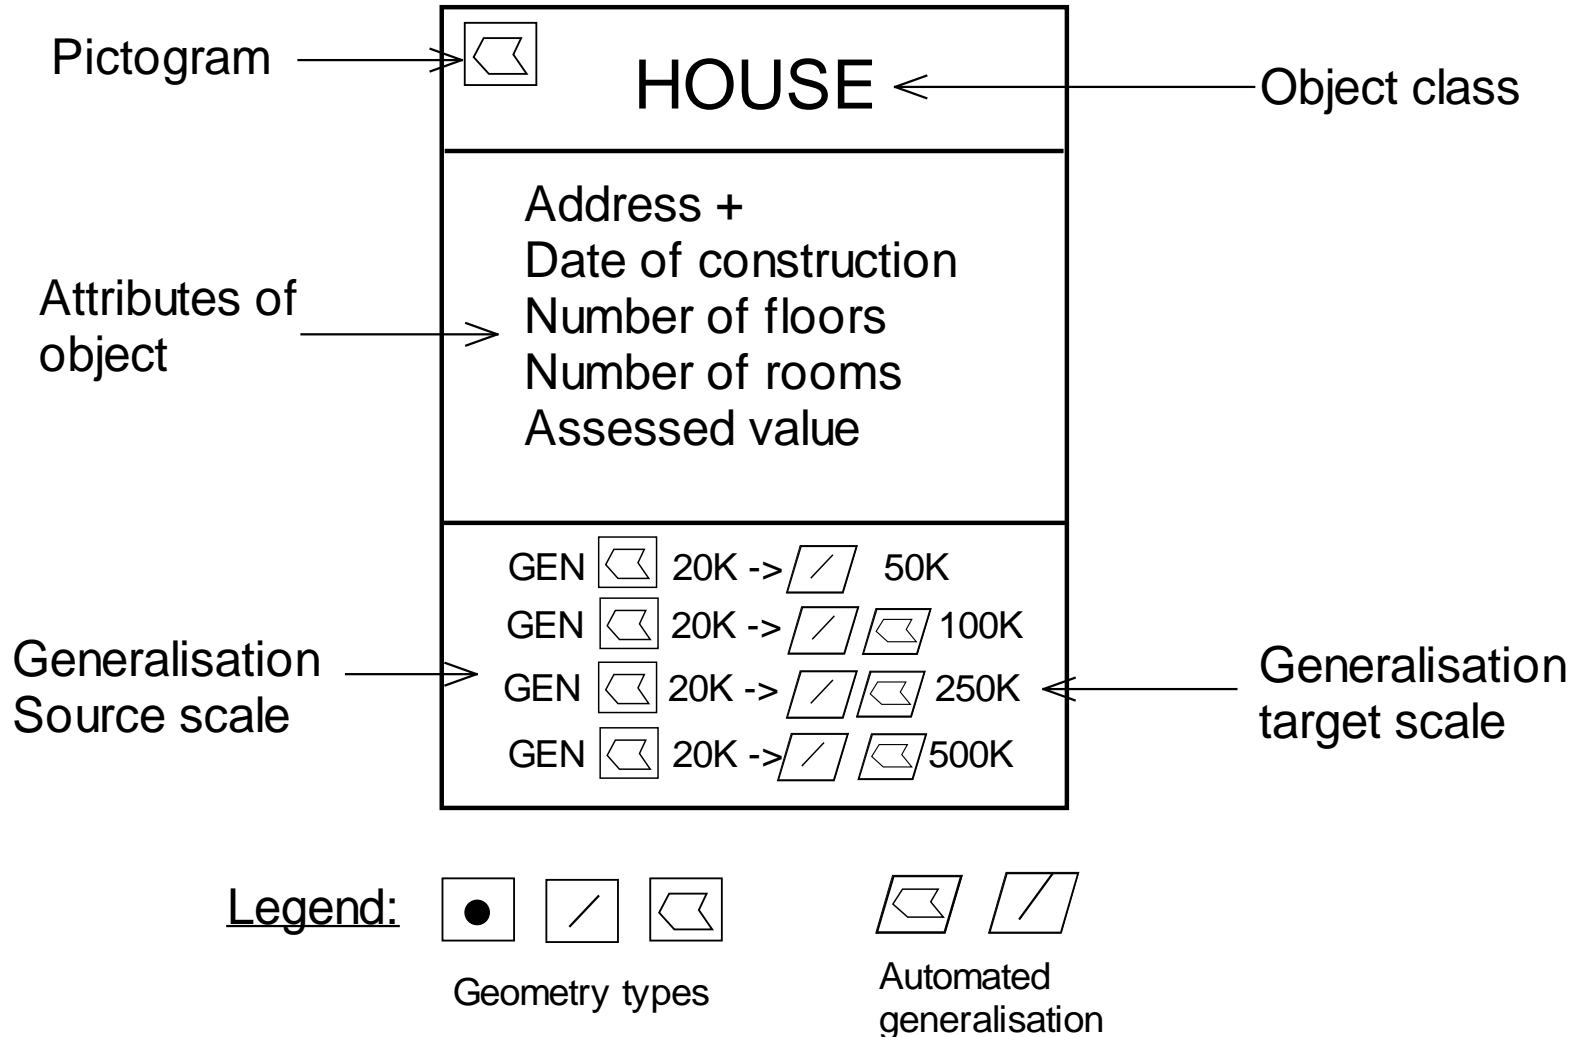 Pictogram
HOUSE
Object class
Address +
Date of construction
Number of floors
Number of rooms
Assessed value
Attributes of
object
GEN 20K -> 50K
GEN 20K -> 100K
GEN 20K -> 250K
GEN 20K -> 500K
Generalisation
Source scale
Generalisation
target scale
Legend:
Geometry types
Automated
generalisation